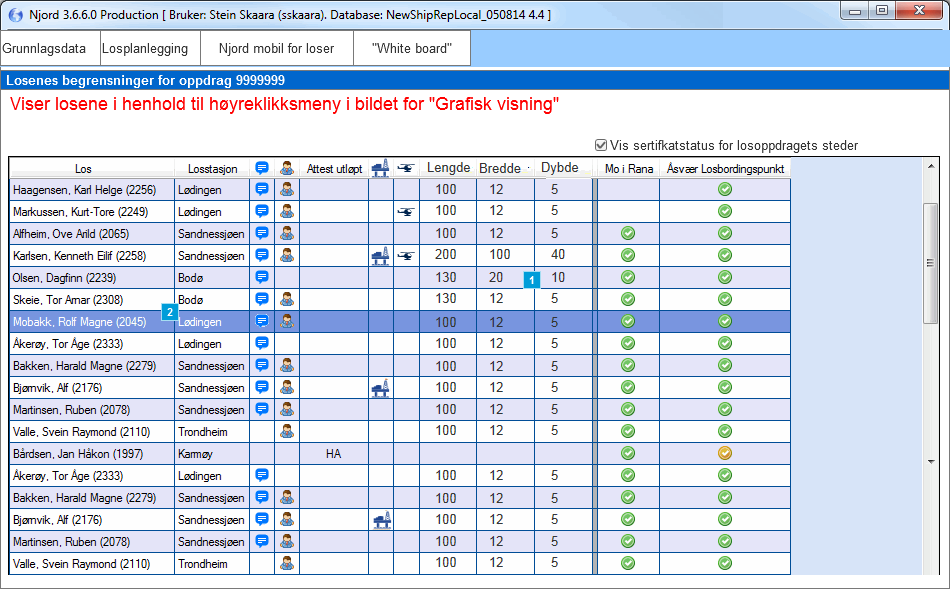 Njord 3.6.6.0 Production [ Bruker: Stein Skaara (sskaara). Database: NewShipRepLocal_050814 4.4 ]
Grunnlagsdata Losplanlegging Njord mobil for loser "White board"
Losenes begrensninger for oppdrag 9999999
Viser losene i henhold til høyreklikksmeny i bildet for "Grafisk visning"
Vis sertifkatstatus for losoppdragets steder
Los Losstasjon Attest utløpt Lengde Bredde Dybde Mo i Rana Åsvær Losbordingspunkt
Haagensen, Karl Helge (2256) Lødingen 100 12 5
Markussen, Kurt-Tore (2249) Lødingen 100 12 5
Alfheim, Ove Arild (2065) Sandnessjøen 100 12 5
Karlsen, Kenneth Eilif (2258) Sandnessjøen 200 100 40
Olsen, Dagfinn (2239) Bodø 130 20 1 10
Skeie, Tor Arnar (2308) Bodø 130 12 5
2
Mobakk, Rolf Magne (2045) Lødingen 100 12 5
Åkerøy, Tor Åge (2333) Lødingen 100 12 5
Bakken, Harald Magne (2279) Sandnessjøen 100 12 5
Bjørnvik, Alf (2176) Sandnessjøen 100 12 5
Martinsen, Ruben (2078) Sandnessjøen 100 12 5
Valle, Svein Raymond (2110) Trondheim 100 12 5
Bårdsen, Jan Håkon (1997) Karmøy HA
Åkerøy, Tor Åge (2333) Lødingen 100 12 5
Bakken, Harald Magne (2279) Sandnessjøen 100 12 5
Bjørnvik, Alf (2176) Sandnessjøen 100 12 5
Martinsen, Ruben (2078) Sandnessjøen 100 12 5
Valle, Svein Raymond (2110) Trondheim 100 12 5